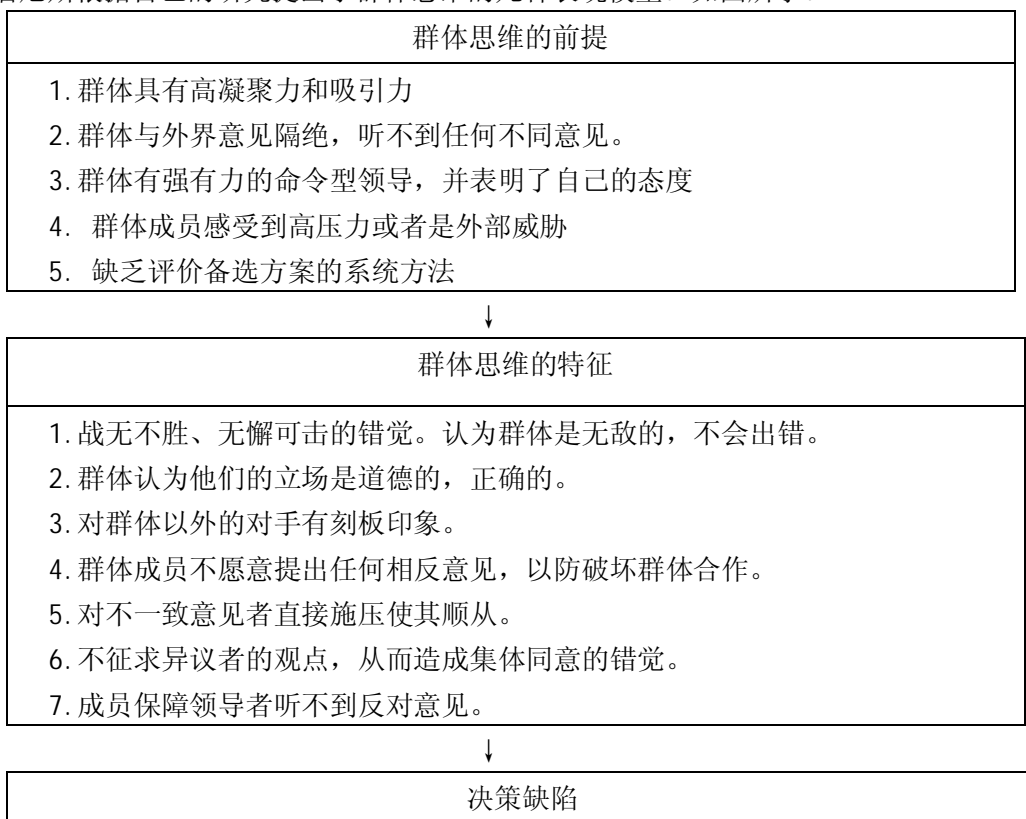 群体思维的前提
1.群体具有高凝聚力和吸引力
2.群体与外界意见隔绝，听不到任何不同意见。
3.群体有强有力的命令型领导，并表明了自己的态度
4. 群体成员感受到高压力或者是外部威胁
5. 缺乏评价备选方案的系统方法
↓
群体思维的特征
1.战无不胜、无懈可击的错觉。认为群体是无敌的，不会出错。
2.群体认为他们的立场是道德的，正确的。
3.对群体以外的对手有刻板印象。
4.群体成员不愿意提出任何相反意见，以防破坏群体合作。
5.对不一致意见者直接施压使其顺从。
6.不征求异议者的观点，从而造成集体同意的错觉。
7.成员保障领导者听不到反对意见。
↓
决策缺陷